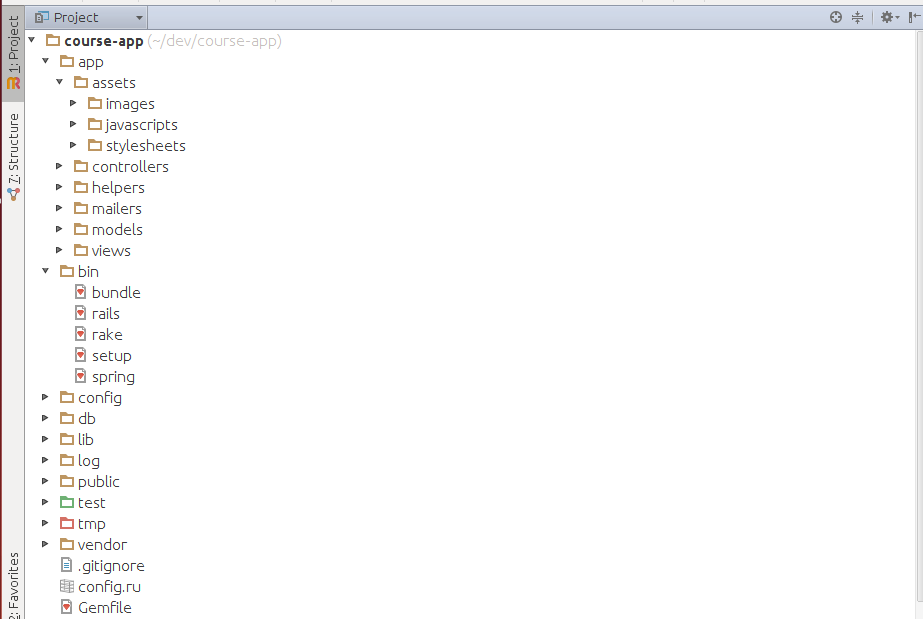 Project
1: Project
7: Structure
2: Favorites
course-app (~/dev/course-app)
app
assets
images
javascripts
stylesheets
controllers
helpers
mailers
models
views
bin
bundle
rails
rake
setup
spring
config
db
lib
log
public
test
tmp
vendor
.gitignore
config.ru
Gemfile